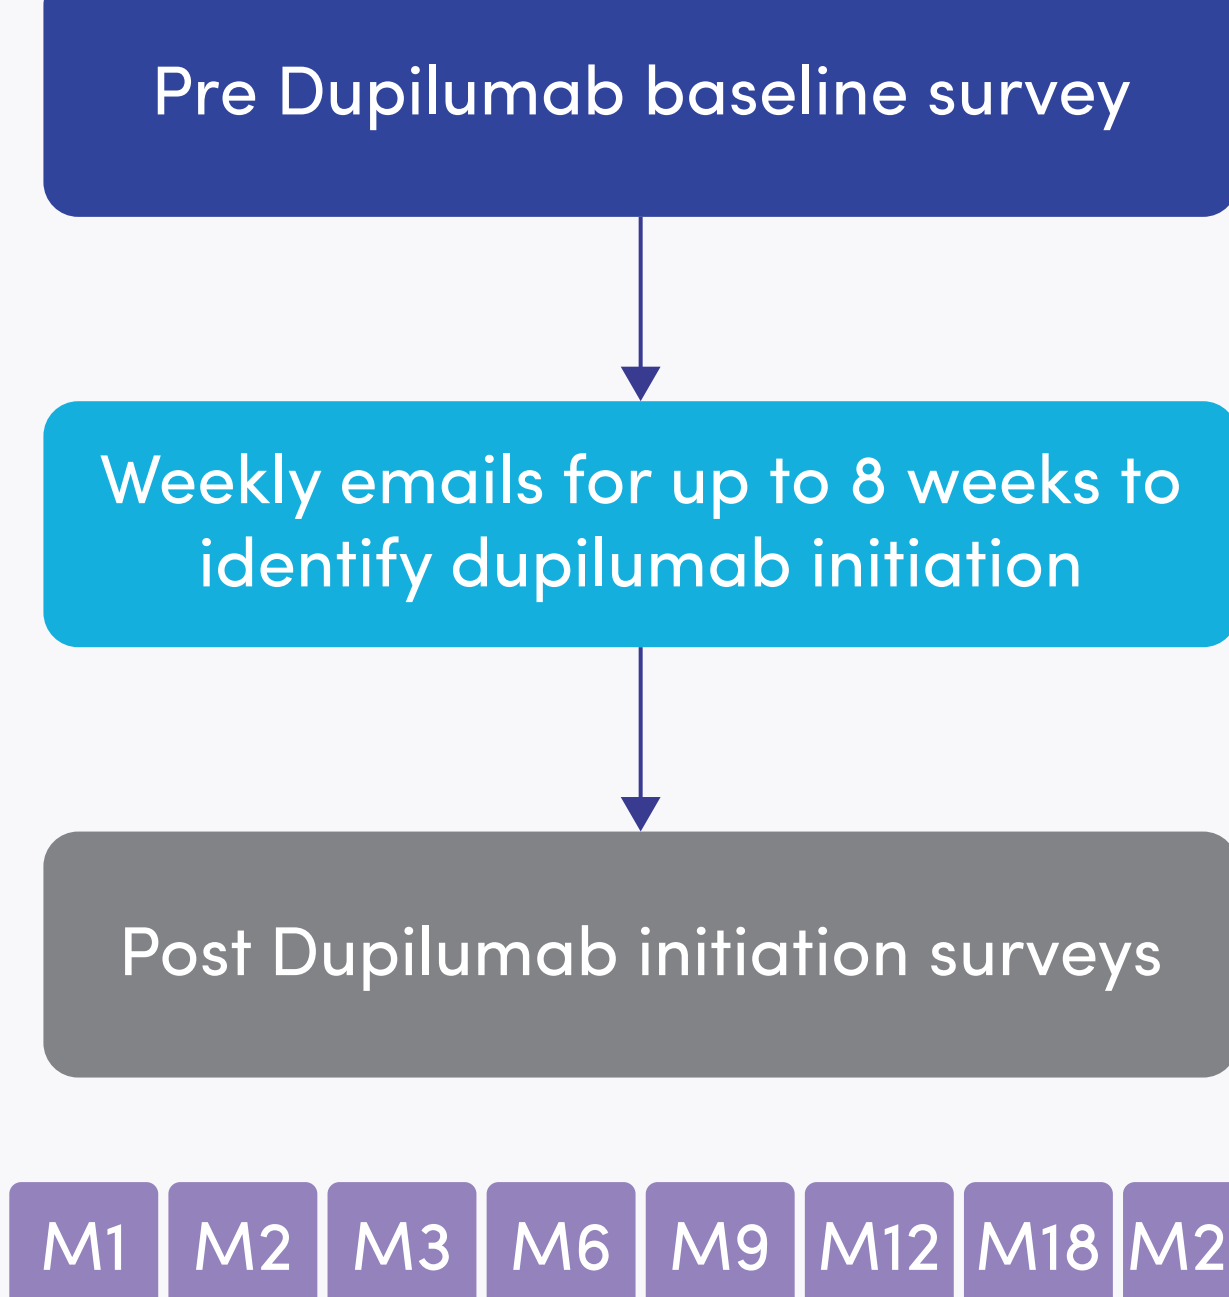 Pre Dupilumab baseline survey
Weekly emails for up to 8 weeks to
identify dupilumab initiation
Post Dupilumab initiation surveys
M1 M2 M3 M6 M9 M12 M18